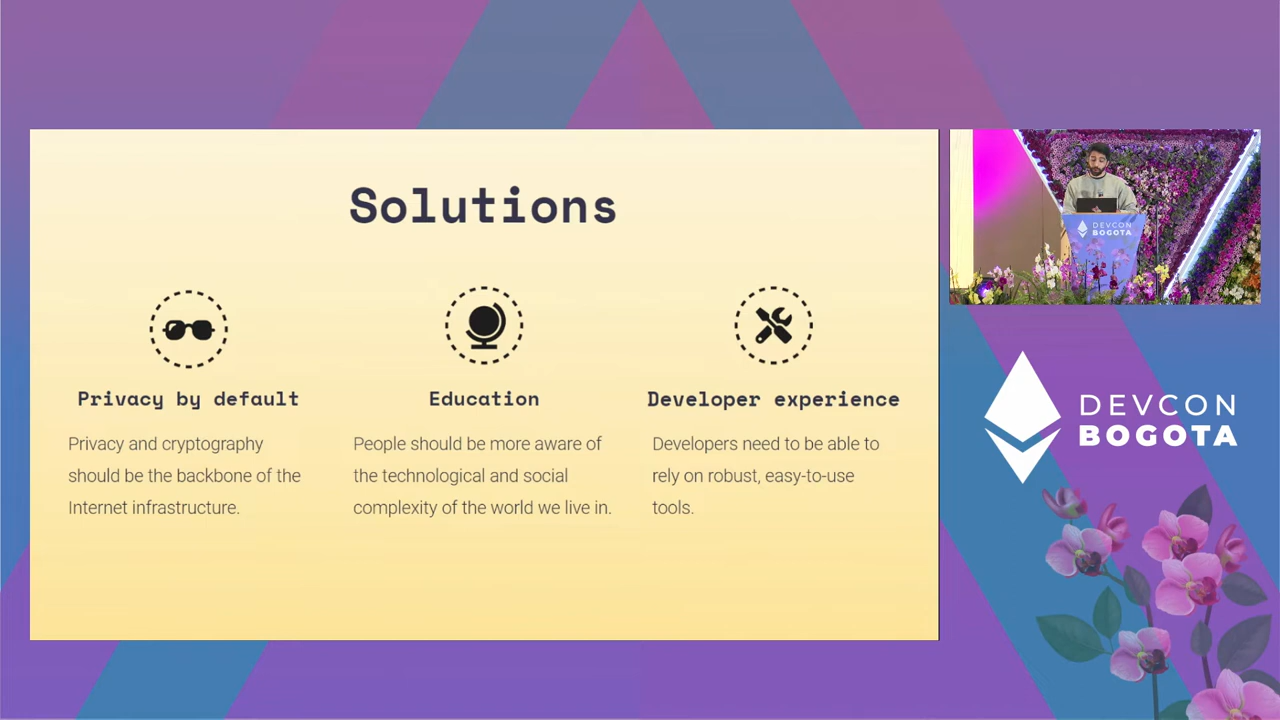 Solutions
Privacy by default
Privacy and cryptography
should be the backbone of the
Internet infrastructure.
Education
People should be more aware of
the technological and social
complexity of the world we live in.
Developer experience
Developers need to be able to
rely on robust, easy-to-use
tools.
DEVCON
BOGOTA
DEVCON
BOGOTA